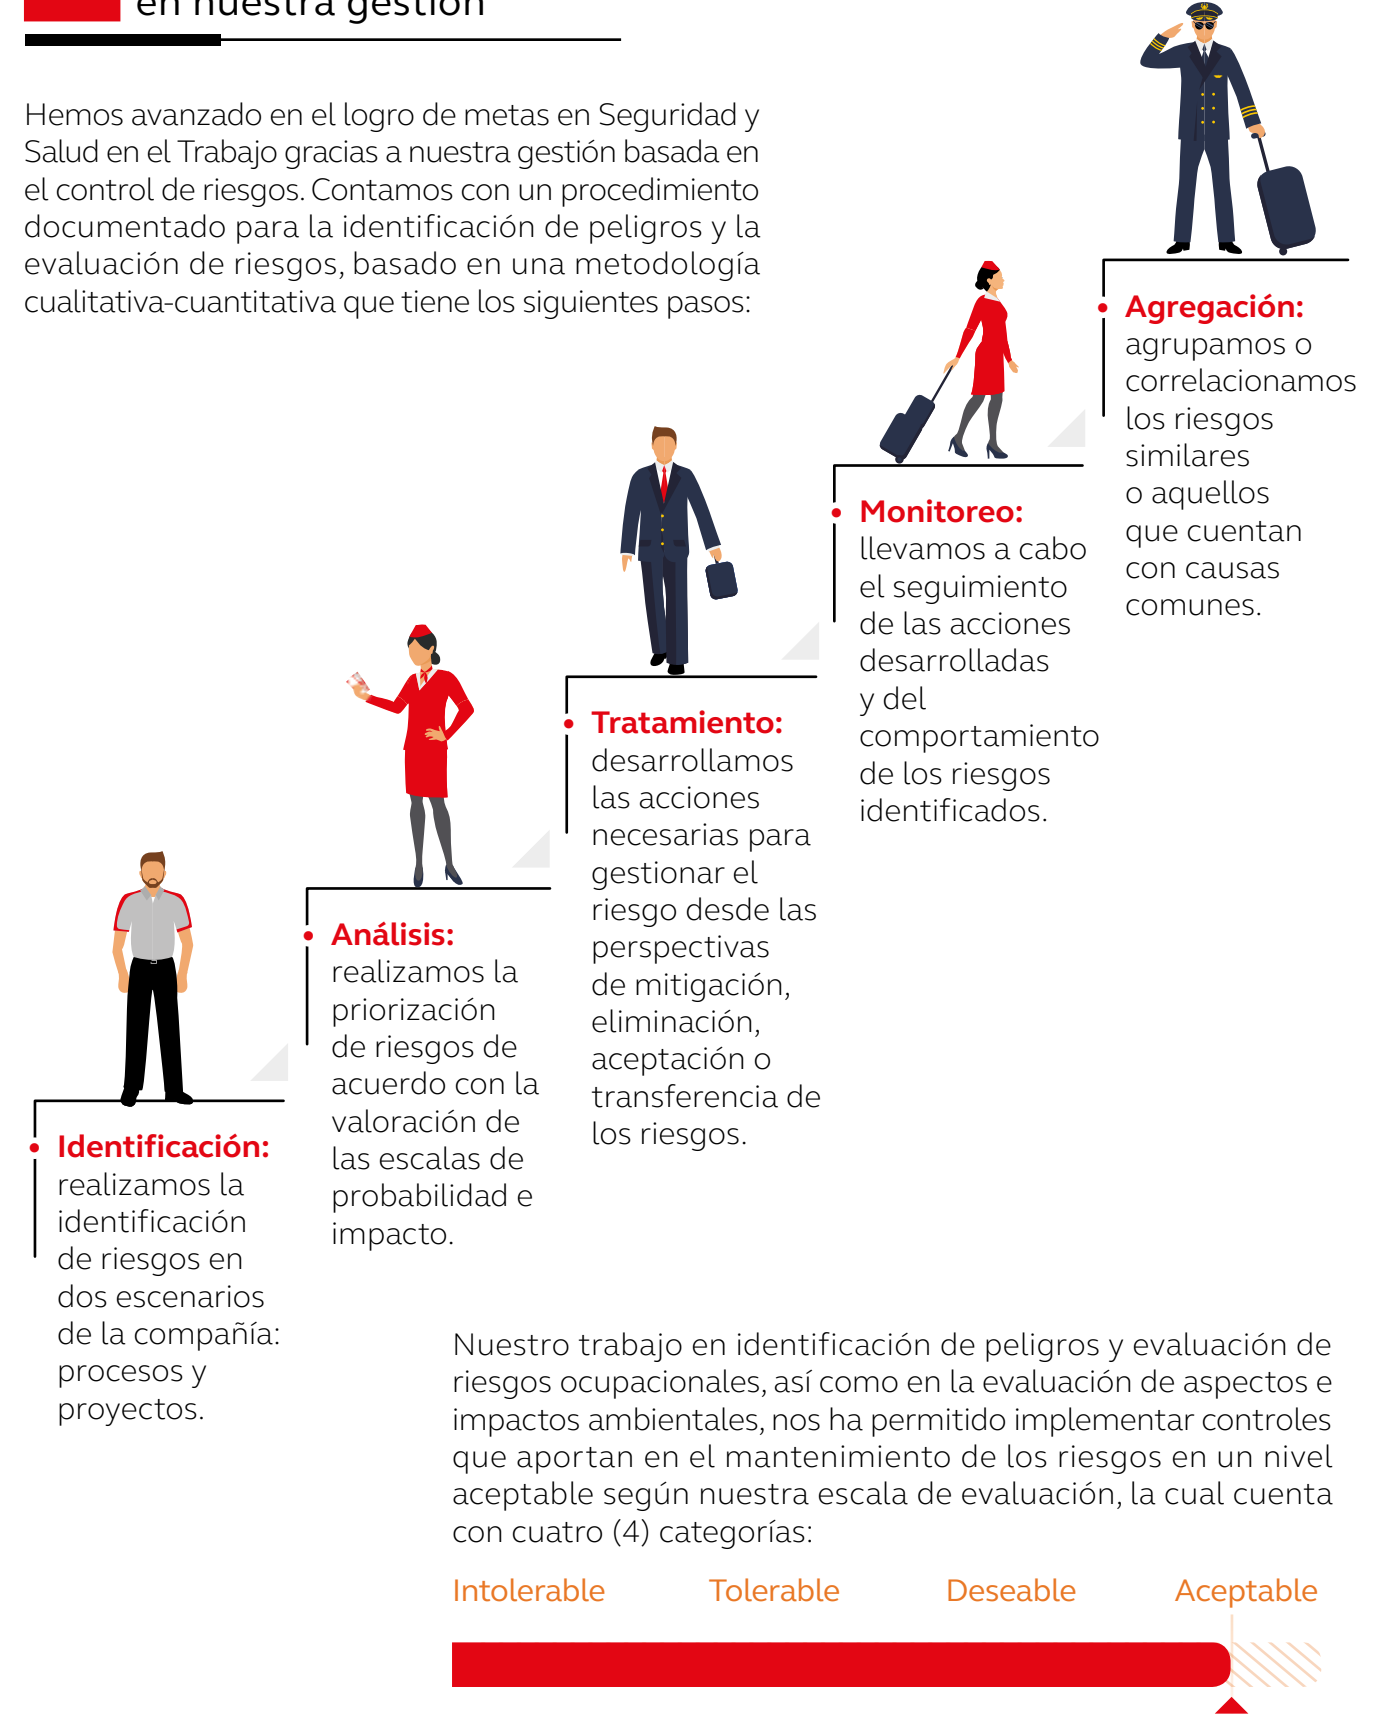 en nuestra gestión
Hemos avanzado en el logro de metas en Seguridad y
Salud en el Trabajo gracias a nuestra gestión basada en
el control de riesgos. Contamos con un procedimiento
documentado para la identificación de peligros y la
evaluación de riesgos, basado en una metodología
cualitativa-cuantitativa que tiene los siguientes pasos:
Identificación:
realizamos la
identificación
de riesgos en
dos escenarios
de la compañía:
procesos y
proyectos.
Análisis:
realizamos la
priorización
de riesgos de
acuerdo con la
valoración de
las escalas de
probabilidad e
impacto.
Tratamiento:
desarrollamos
las acciones
necesarias para
gestionar el
riesgo desde las
perspectivas
de mitigación,
eliminación,
aceptación o
transferencia de
los riesgos.
Monitoreo:
llevamos a cabo
el seguimiento
de las acciones
desarrolladas
y del
comportamiento
de los riesgos
identificados.
Agregación:
agrupamos o
correlacionamos
los riesgos
similares
o aquellos
que cuentan
con causas
comunes.
Nuestro trabajo en identificación de peligros y evaluación de
riesgos ocupacionales, así como en la evaluación de aspectos e
impactos ambientales, nos ha permitido implementar controles
que aportan en el mantenimiento de los riesgos en un nivel
aceptable según nuestra escala de evaluación, la cual cuenta
con cuatro (4) categorías:
Intolerable Tolerable Deseable Aceptable